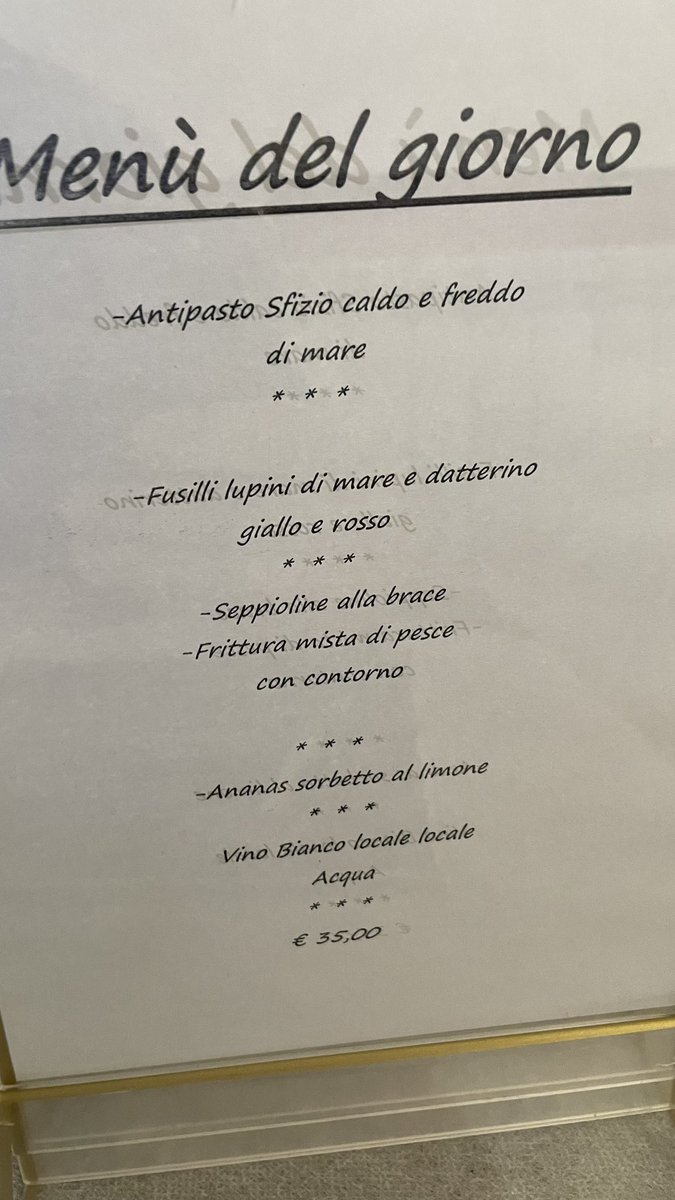 Menù del giorno
-Antipasto Sfizio caldo e freddo
di mare
* * *
-Fusilli lupini di mare e datterino
giallo e rosso
* * *
-Seppioline alla brace
-Frittura mista di pesce
con contorno
* * *
-Ananas sorbetto al limone
* * *
Vino Bianco locale locale
Acqua
* * *
€ 35,00